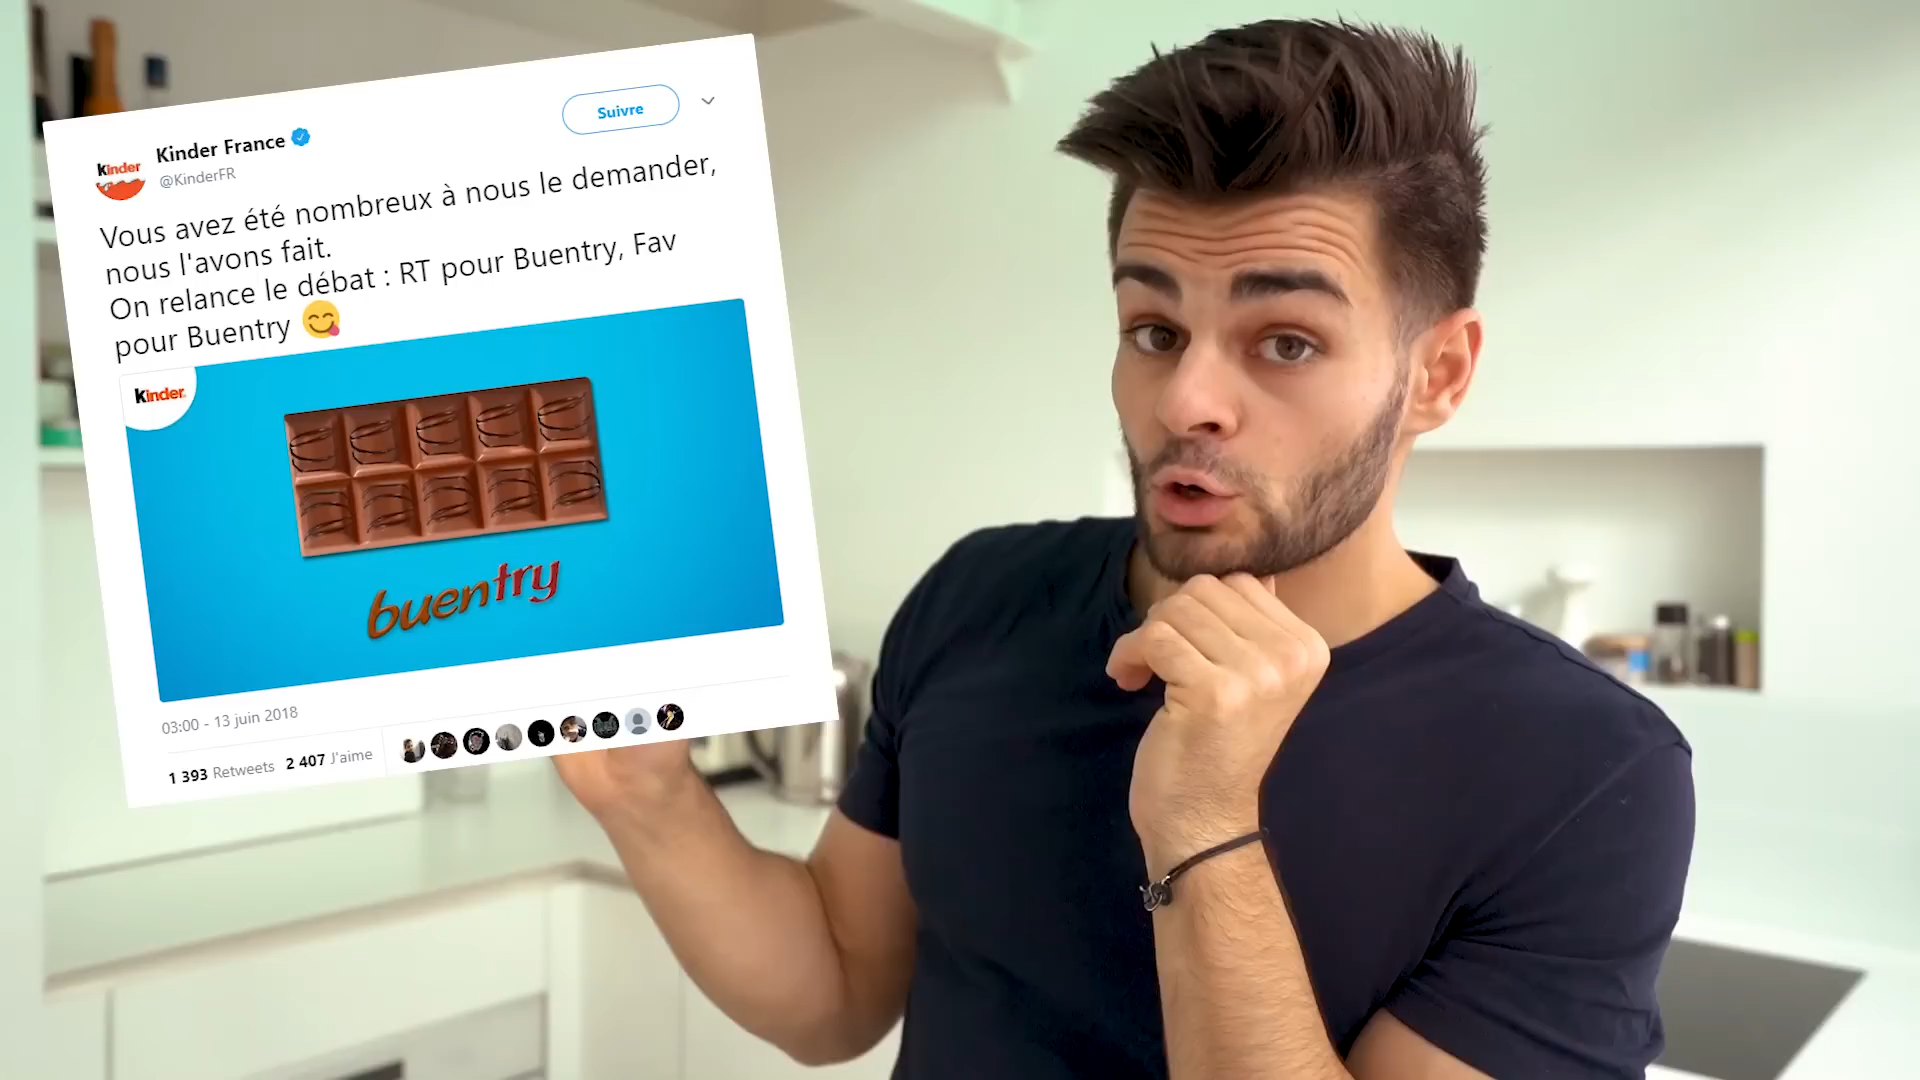 Kinder France
@KinderFR
Suivre
Vous avez été nombreux à nous le demander,
nous l'avons fait.
On relance le débat : RT pour Buentry, Fav
pour Buentry 😋
kinder
kinder
buentry
03:00 - 13 juin 2018
1 393 Retweets 2 407 J'aime